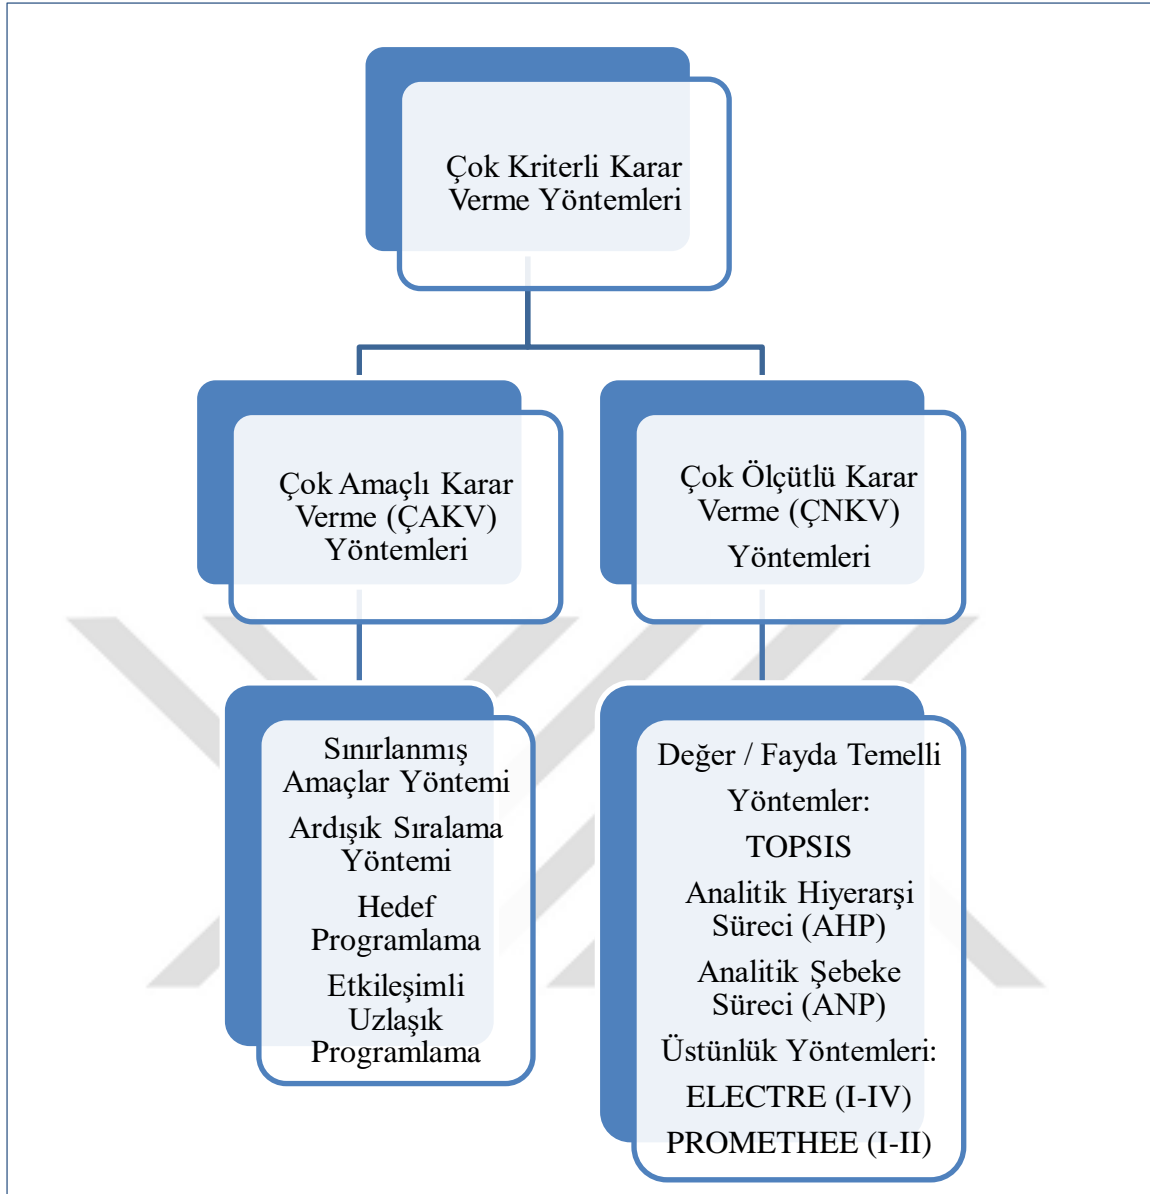 Çok Kriterli Karar
Verme Yöntemleri
Çok Amaçlı Karar
Verme (ÇAKV)
Yöntemleri
Çok Ölçütlü Karar
Verme (ÇNKV)
Yöntemleri
Sınırlanmış
Amaçlar Yöntemi
Ardışık Sıralama
Yöntemi
Hedef
Programlama
Etkileşimli
Uzlaşık
Programlama
Değer / Fayda Temelli
Yöntemler:
TOPSIS
Analitik Hiyerarşi
Süreci (AHP)
Analitik Şebeke
Süreci (ANP)
Üstünlük Yöntemleri:
ELECTRE (I-IV)
PROMETHEE (I-II)